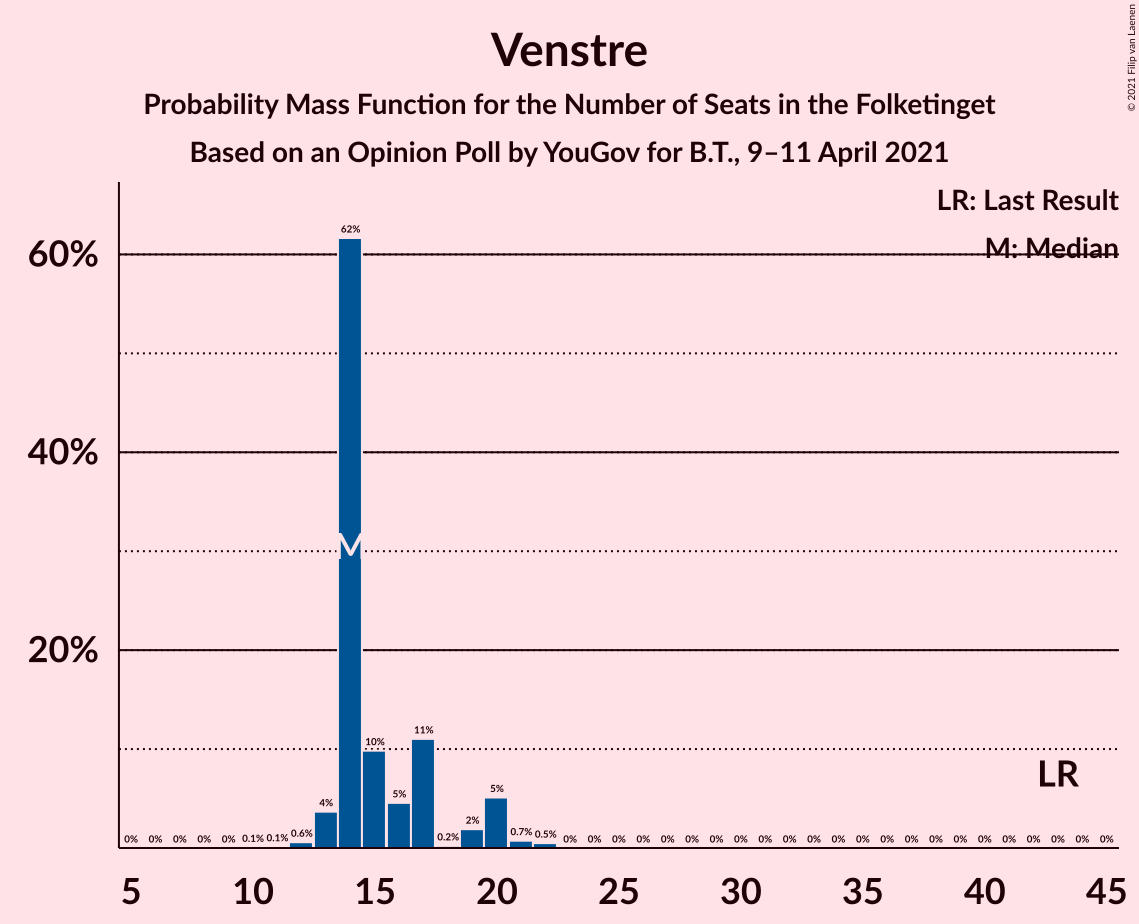 Venstre
Probability Mass Function for the Number of Seats in the Folketinget
Based on an Opinion Poll by YouGov for B.T., 9–11 April 2021
© 2021 Filip van Laenen
LR: Last Result
M: Median
60%
40%
20%
0% 0% 0% 0% 0% 0.1% 0.1% 0.6% 4% 62% 10% 5% 11% 0.2% 2% 5% 0.7% 0.5% 0% 0% 0% 0% 0% 0% 0% 0% 0% 0% 0% 0% 0% 0% 0% 0% 0% 0% 0% 0% 0% 0% 0%
M
LR
5 10 15 20 25 30 35 40 45